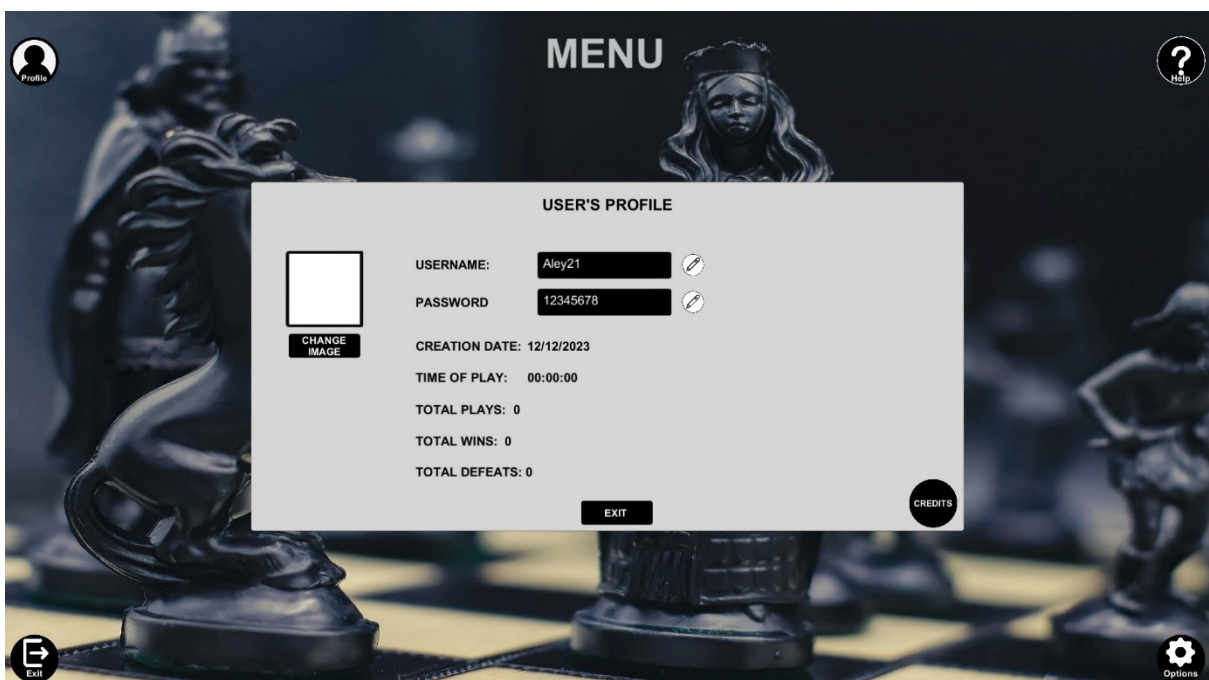 MENU
Profile
Help
USER'S PROFILE
USERNAME: Aley21
PASSWORD 12345678
CHANGE
IMAGE
CREATION DATE: 12/12/2023
TIME OF PLAY: 00:00:00
TOTAL PLAYS: 0
TOTAL WINS: 0
TOTAL DEFEATS: 0
EXIT
CREDITS
Exit
Options